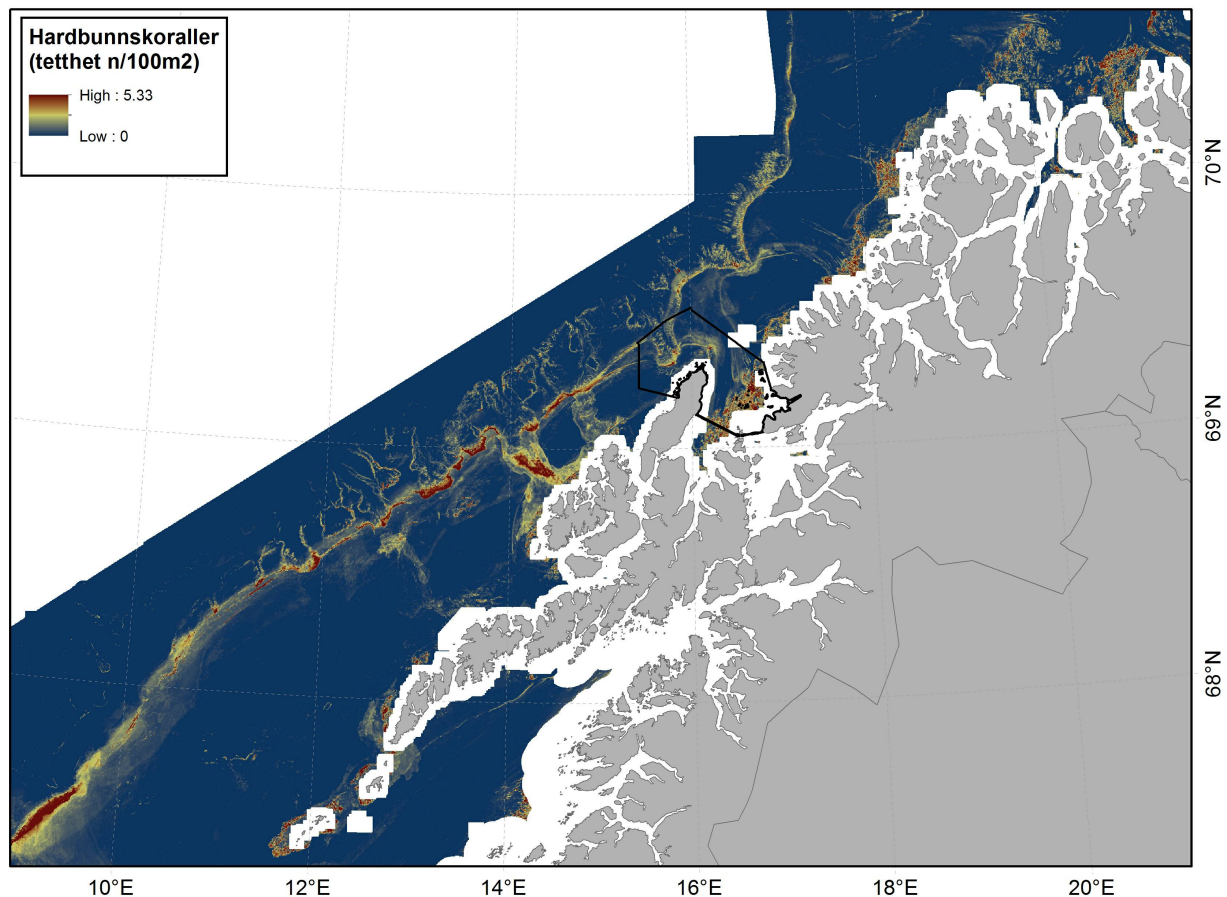 Hardbunnskoraller
(tetthet n/100m2)
High : 5.33
Low : 0
70°N
69°N
68°N
10°E
12°E
14°E
16°E
18°E
20°E